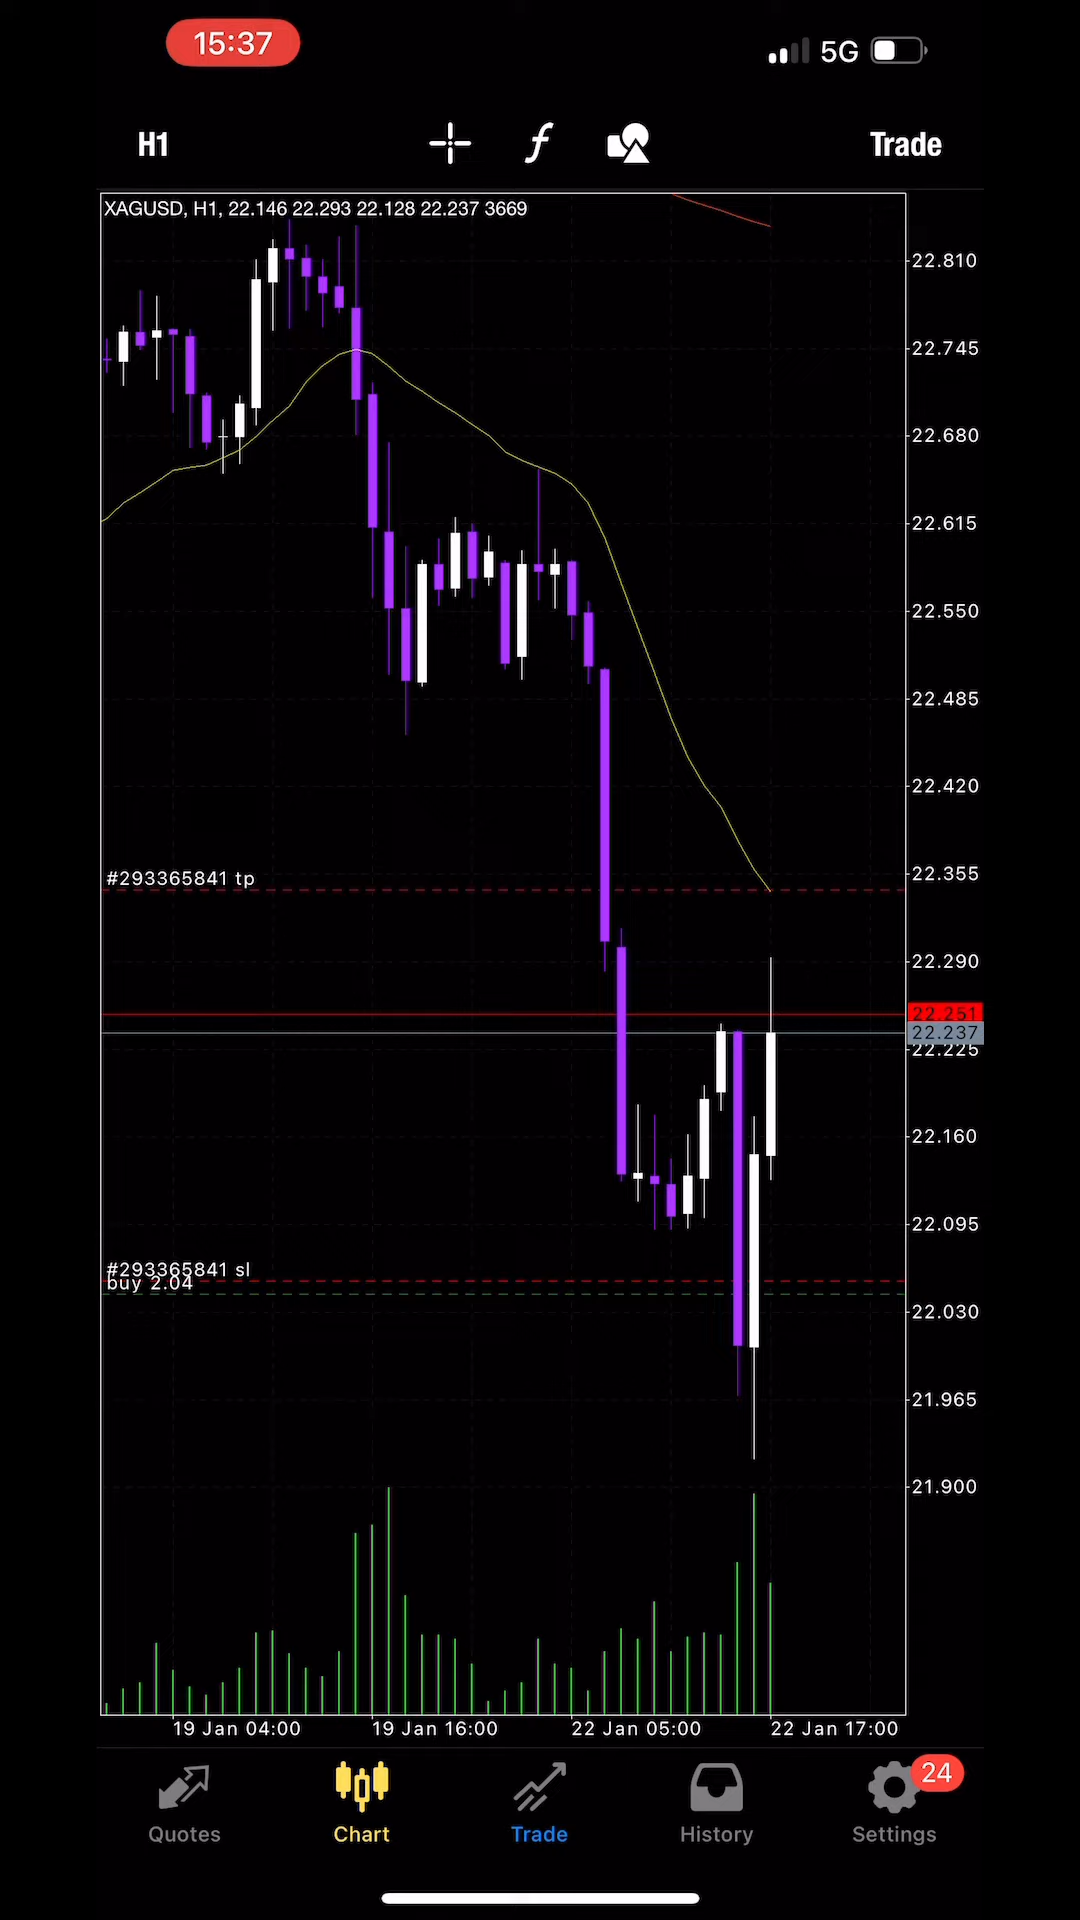 15:37
5G
H1
f
Trade
XAGUSD, H1, 22.146 22.293 22.128 22.237 3669
22.810
22.745
22.680
22.615
22.550
22.485
22.420
#293365841 tp
22.355
22.290
22.251
22.237
22.225
22.160
22.095
#293365841 sl
buy 2.04
22.030
21.965
21.900
19 Jan 04:00
19 Jan 16:00
22 Jan 05:00
22 Jan 17:00
24
Quotes
Chart
Trade
History
Settings